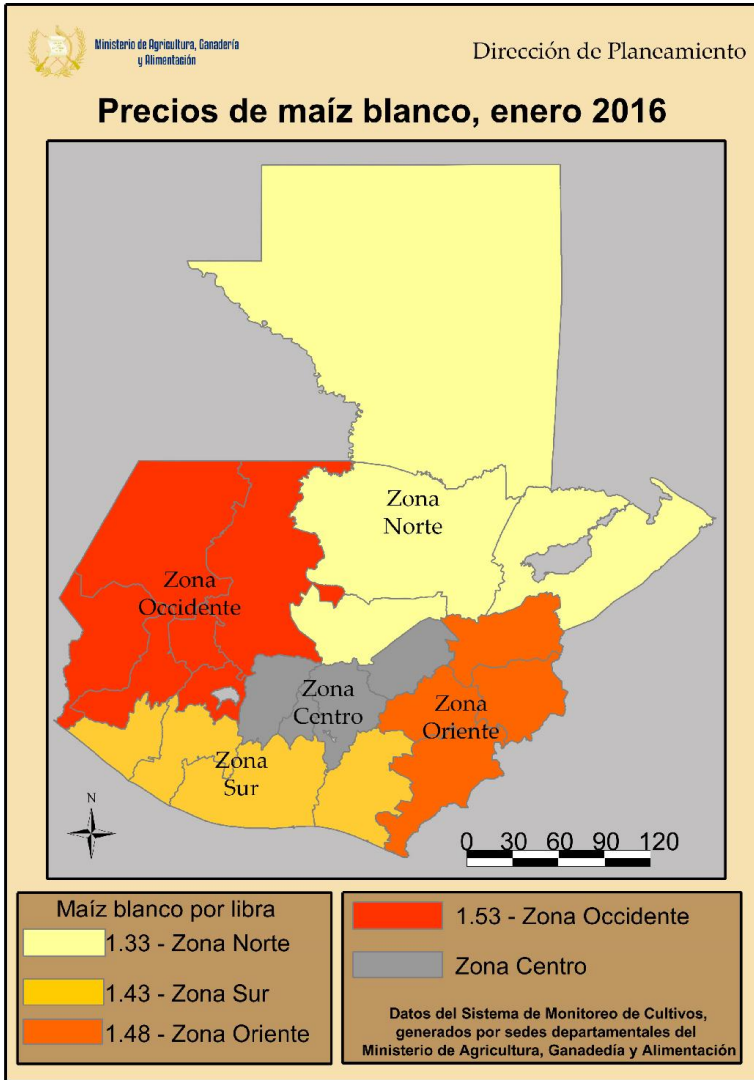 Ministerio de Agricultura, Ganadería
y Alimentación
Dirección de Planeamiento
Precios de maíz blanco, enero 2016
Zona
Norte
Zona
Occidente
Zona
Centro
Zona
Oriente
Zona
Sur
N
0 30 60 90 120
Maíz blanco por libra
1.33 - Zona Norte
1.43 - Zona Sur
1.48 - Zona Oriente
1.53 - Zona Occidente
Zona Centro
Datos del Sistema de Monitoreo de Cultivos,
generados por sedes departamentales del
Ministerio de Agricultura, Ganadedía y Alimentación